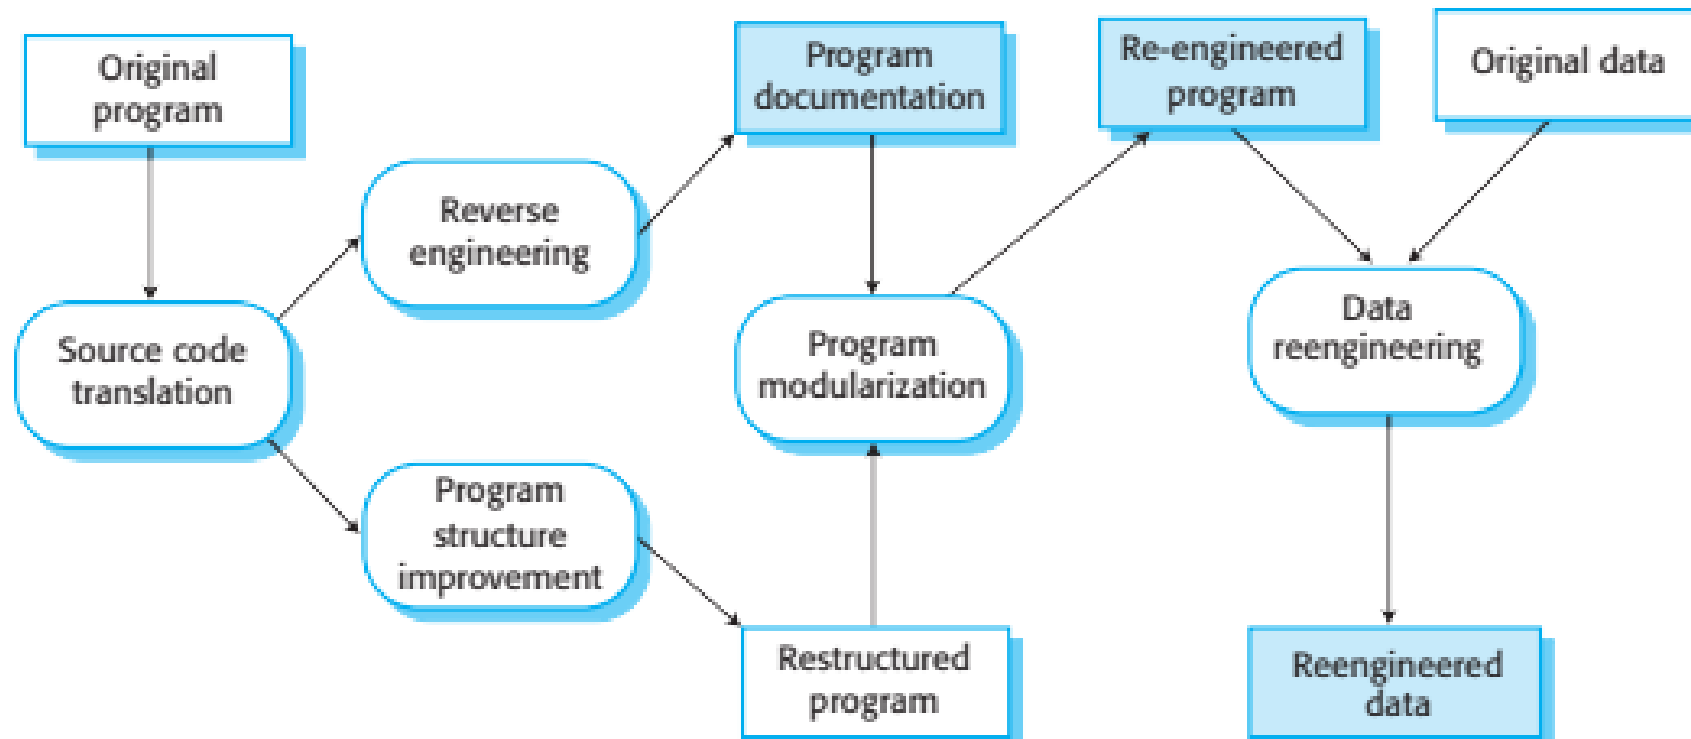 Original
program
Source code
translation
Reverse
engineering
Program
structure
improvement
Program
documentation
Program
modularization
Restructured
program
Re-engineered
program
Original data
Data
reengineering
Reengineered
data